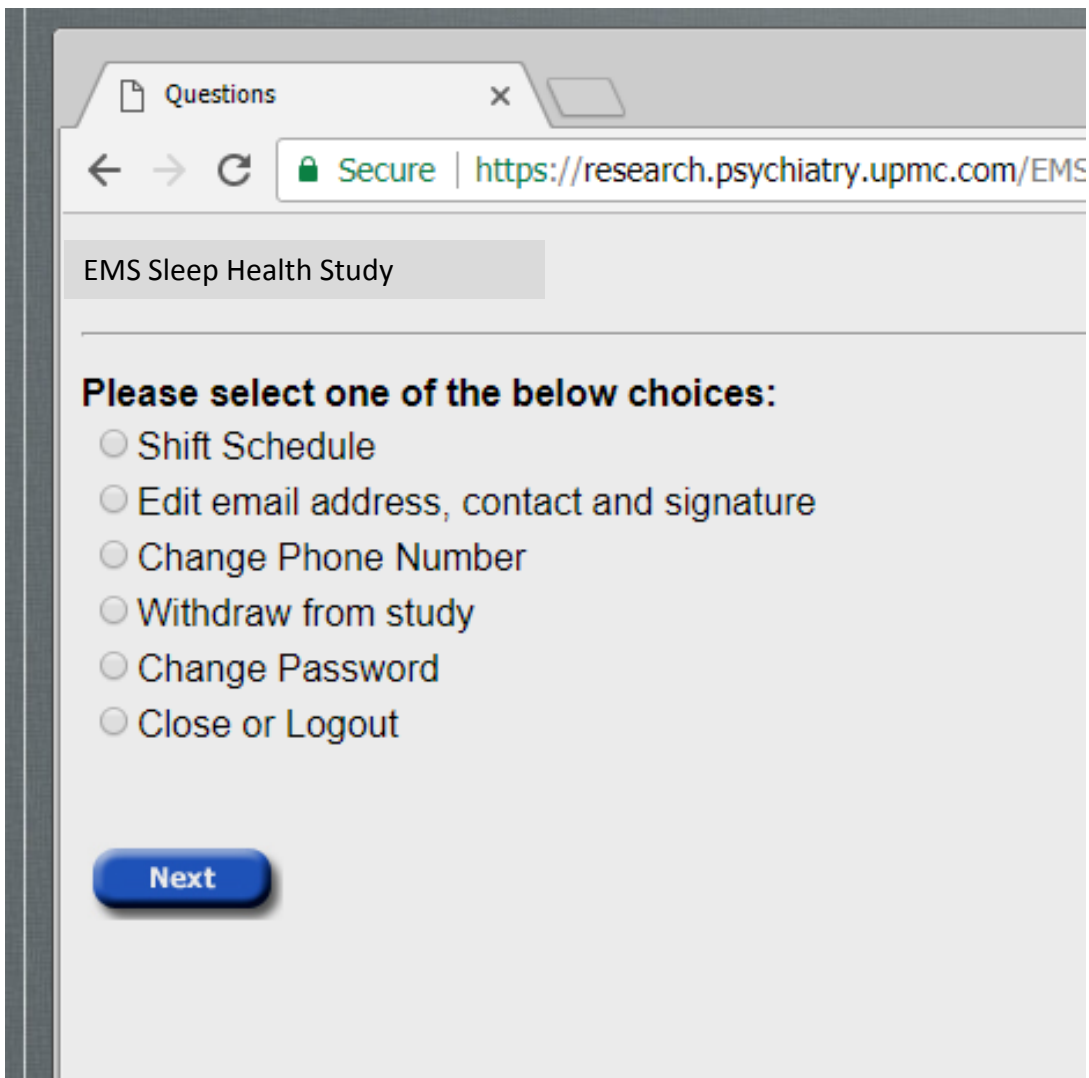 Questions
Secure | https://research.psychiatry.upmc.com/EMS
EMS Sleep Health Study
Please select one of the below choices:
Shift Schedule
Edit email address, contact and signature
Change Phone Number
Withdraw from study
Change Password
Close or Logout
Next